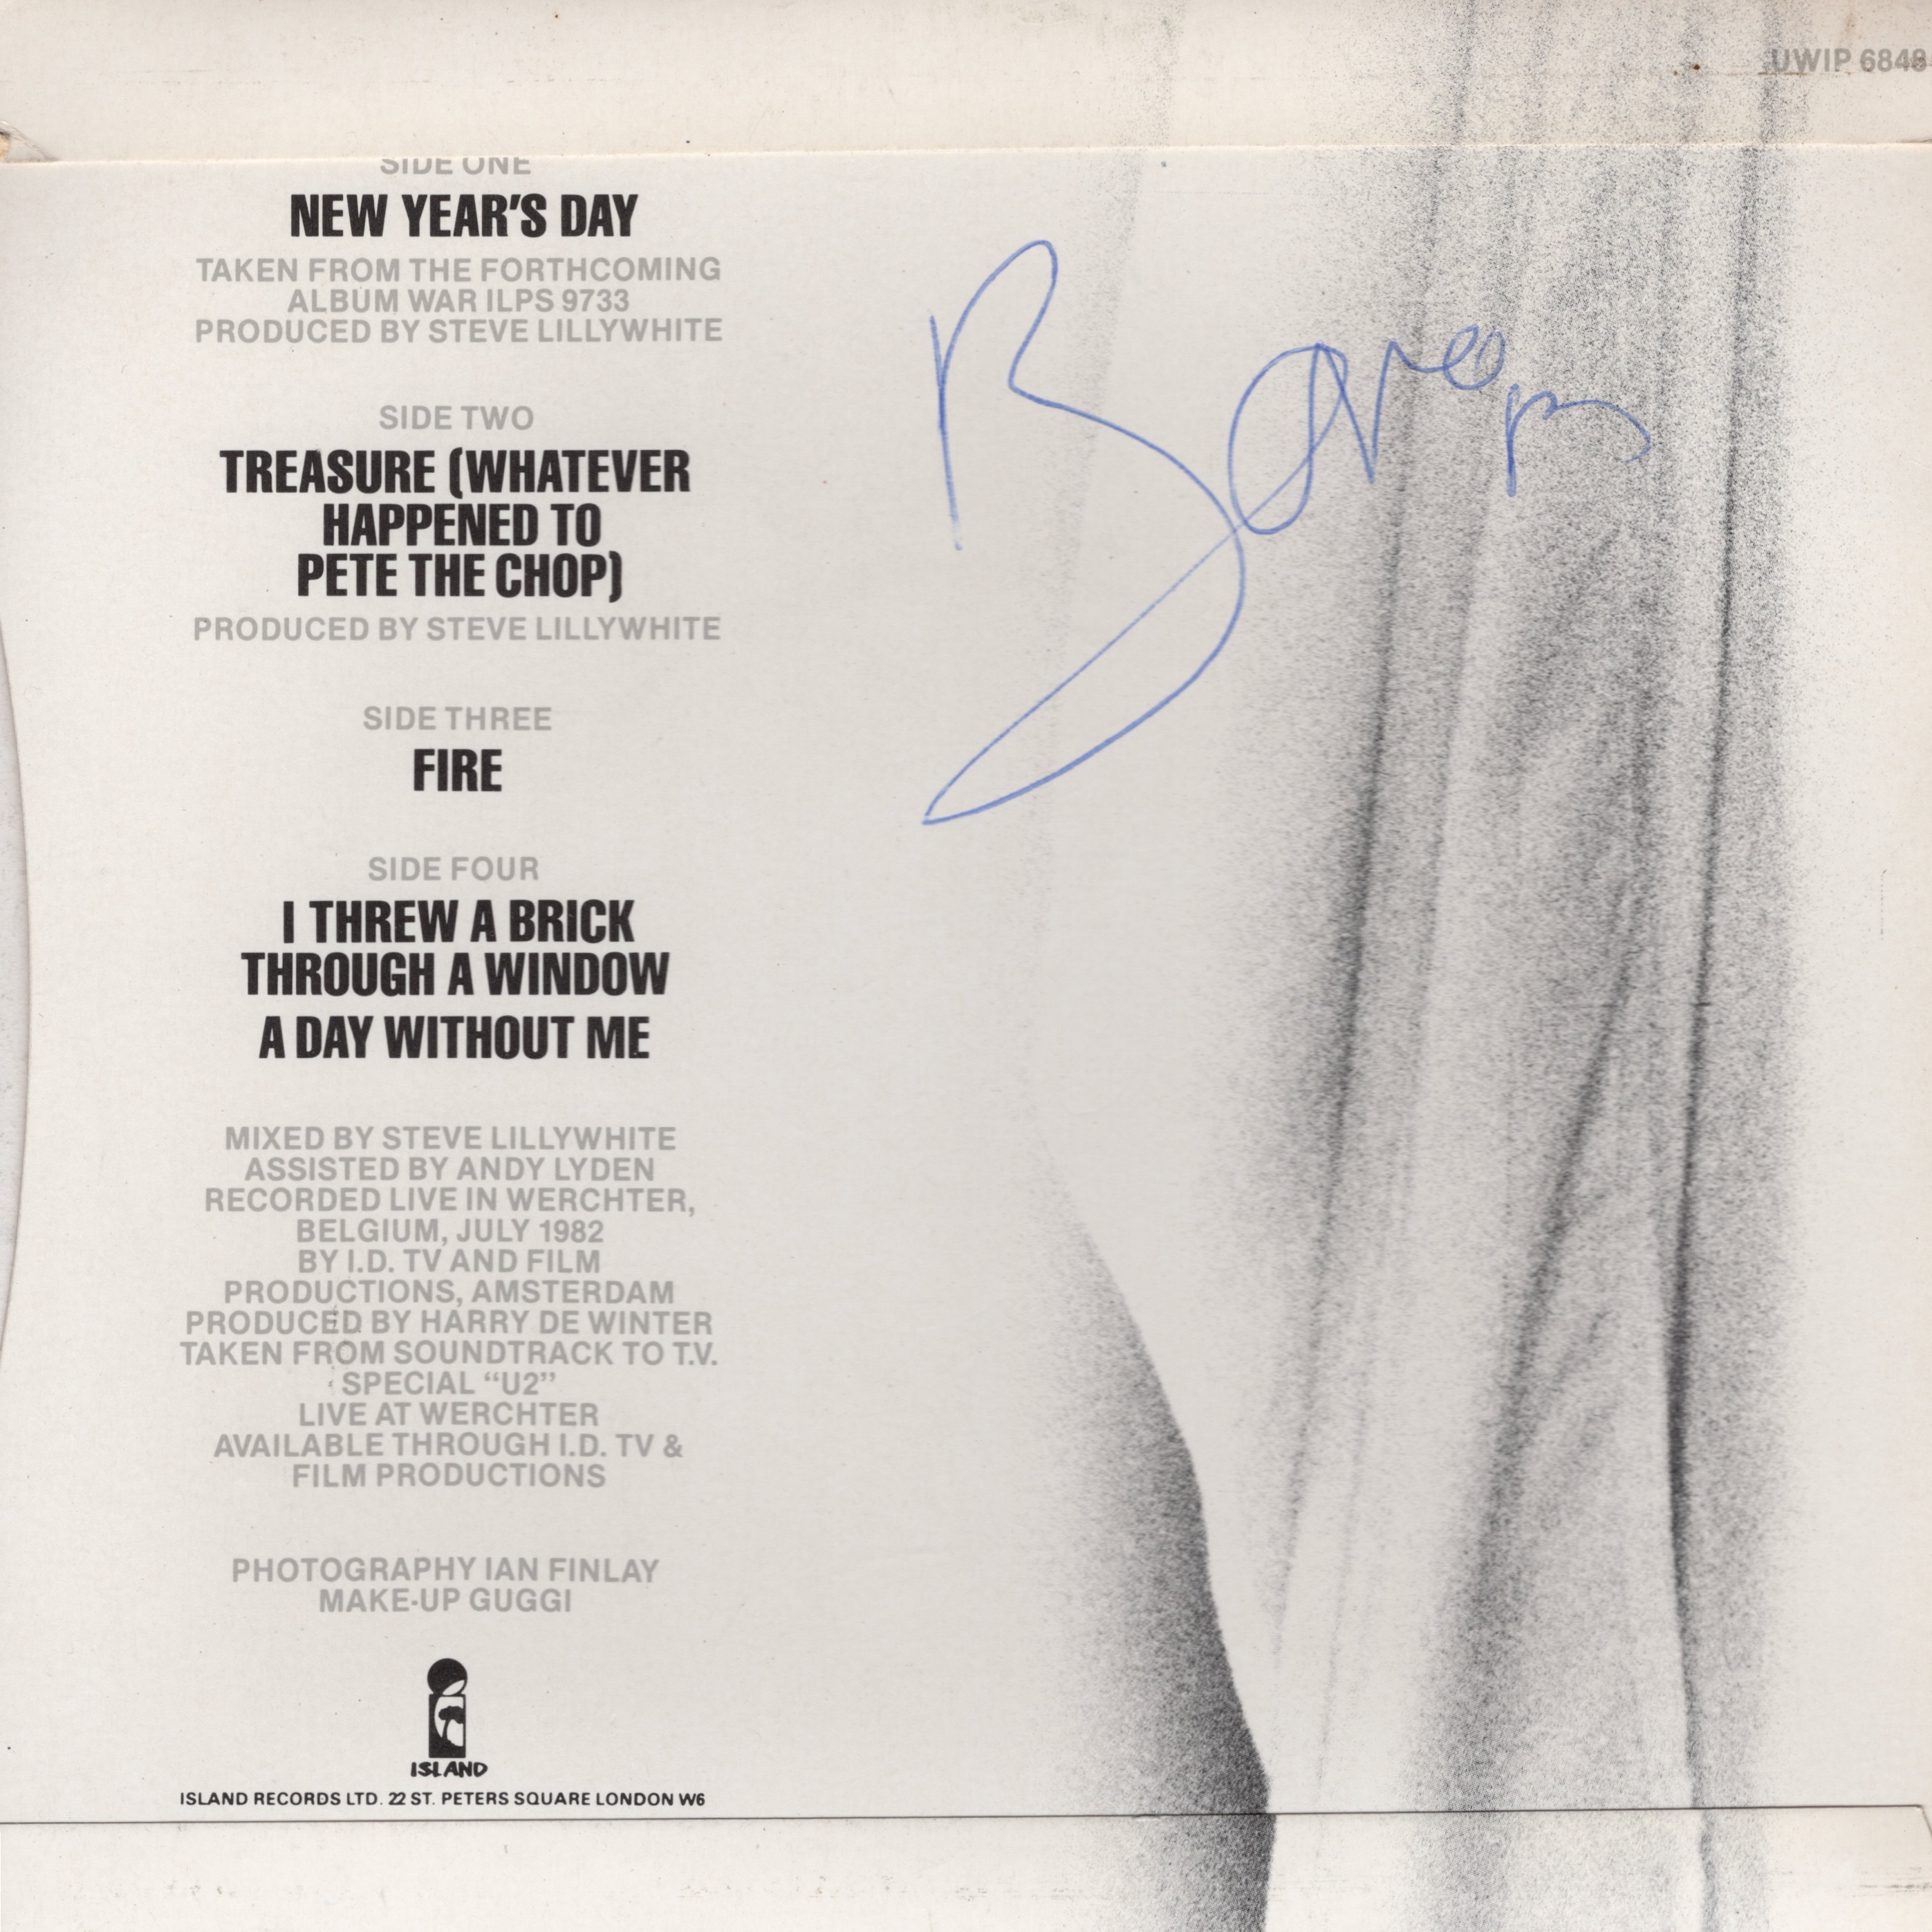 UWIP 6848
SIDE ONE
NEW YEAR'S DAY
TAKEN FROM THE FORTHCOMING
ALBUM WAR ILPS 9733
PRODUCED BY STEVE LILLYWHITE
SIDE TWO
TREASURE (WHATEVER
HAPPENED TO
PETE THE CHOP)
PRODUCED BY STEVE LILLYWHITE
SIDE THREE
FIRE
SIDE FOUR
I THREW A BRICK
THROUGH A WINDOW
A DAY WITHOUT ME
MIXED BY STEVE LILLYWHITE
ASSISTED BY ANDY LYDEN
RECORDED LIVE IN WERCHTER,
BELGIUM, JULY 1982
BY I.D. TV AND FILM
PRODUCTIONS, AMSTERDAM
PRODUCED BY HARRY DE WINTER
TAKEN FROM SOUNDTRACK TO T.V.
SPECIAL “U2”
LIVE AT WERCHTER
AVAILABLE THROUGH I.D. TV &
FILM PRODUCTIONS
PHOTOGRAPHY IAN FINLAY
MAKE-UP GUGGI
ISLAND
ISLAND RECORDS LTD. 22 ST. PETERS SQUARE LONDON W6